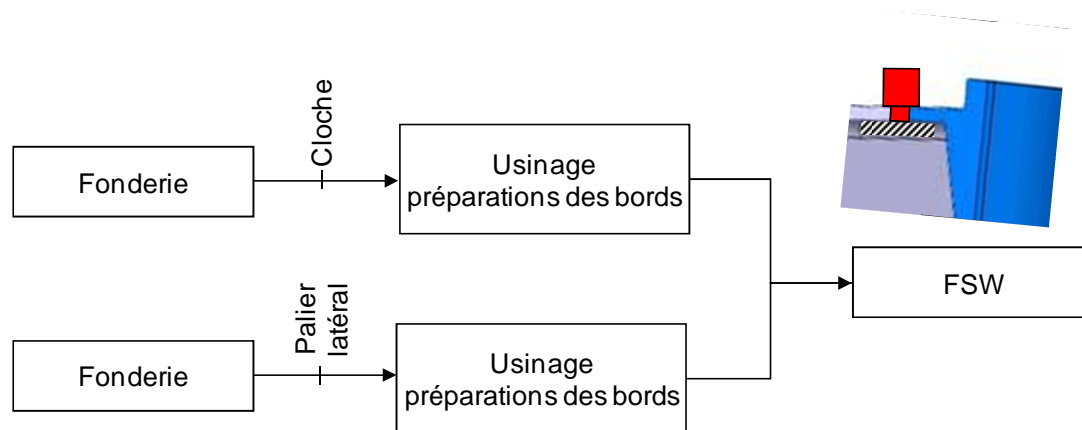 Fonderie
Cloche
Usinage
préparations des bords
FSW
Fonderie
Palier
latéral
Usinage
préparations des bords